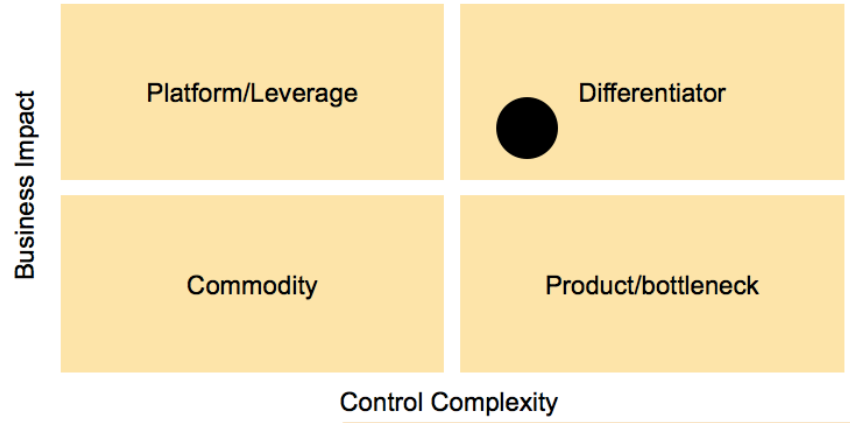 Business Impact
Platform/Leverage
Differentiator
Commodity
Product/bottleneck
Control Complexity